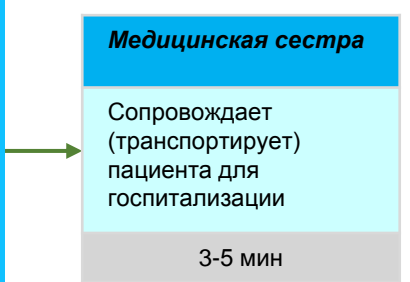 Медицинская сестра
Сопровождает
(транспортирует)
пациента для
госпитализации
3-5 мин